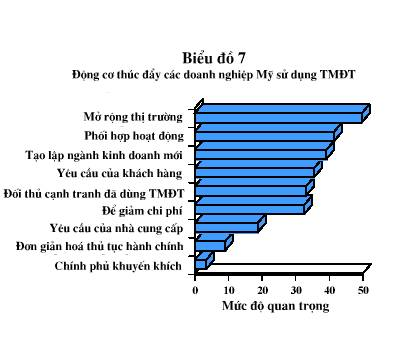 Biểu đồ 7
Động cơ thúc đẩy các doanh nghiệp Mỹ sử dụng TMĐT
Mở rộng thị trường
Phối hợp hoạt động
Tạo lập ngành kinh doanh mới
Yêu cầu của khách hàng
Đối thủ cạnh tranh đã dùng TMĐT
Để giảm chi phí
Yêu cầu của nhà cung cấp
Đơn giản hoá thủ tục hành chính
Chính phủ khuyến khích
0 10 20 30 40 50
Mức độ quan trọng